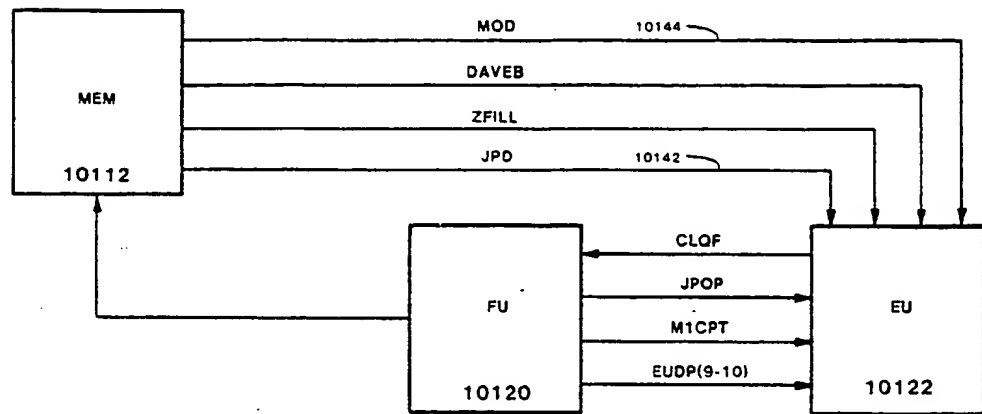 MOD
10144
DAVEB
MEM
ZFILL
JPD
10142
10112
CLQF
JPOP
FU
EU
M1CPT
EUDP(9-10)
10120
10122